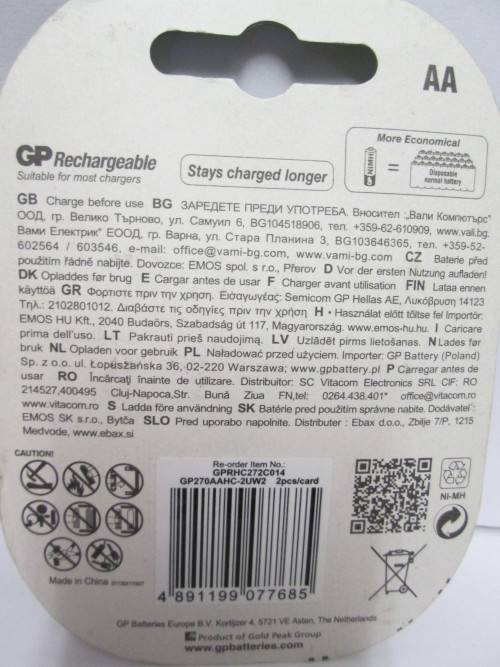 AA
More Economical
NiMH
=
Disposable
normal battery
GP Rechargeable
Suitable for most chargers
Stays charged longer
GB Charge before use BG ЗАРЕДЕТЕ ПРЕДИ УПОТРЕБА. Вносител „Вали Компютърс"
ООД, гр. Велико Търново, ул. Самуил 6, BG104518906, тел. +359-62-610909, www.vali.bg.
Вами Електрик" ЕООД, гр. Варна, ул. Стара Планина 3, BG103646365, тел. +359-52-
602564 / 603546, e-mail: office@vami-bg.com, www.vami-bg.com CZ Baterie před
použitím řádně nabijte. Dovozce: EMOS spol. s r.o., Přerov D Vor der ersten Nutzung aufladen!
DK Oplades før brug E Cargar antes de usar F Charger avant utilisation FIN Lataa ennen
käyttöä GR Φορτιστε πριν την χρηση. Εισαγωγέας: Semicom GP Hellas AE, Λυκόβρυση 14123
Τηλ.: 2102801012. Διαβάστε τις οδηγίες πριν την χρήση H • Használat előtt töltse fel Importőr:
EMOS HU Kft., 2040 Budaörs, Szabadság út 117, Magyarország. www.emos-hu.hu. I Caricare
prima dell'uso. LT Pakrauti prieš naudojimą. LV Uzlādēt pirms lietošanas. N Lades før
bruk NL Opladen voor gebruik PL Naładować przed użyciem. Importer: GP Battery (Poland)
Sp. z o.o. ul. Łopuszańska 36, 02-220 Warszawa; www.gpbattery.pl P Carregar antes de
usar RO Încărcaţi înainte de utilizare. Distribuitor: SC Vitacom Electronics SRL CIF: RO
214527,400495 Cluj-Napoca,Str. Bună Ziua FN,tel: 0264.438.401* office@vitacom.ro
www.vitacom.ro S Ladda före användning SK Batérie pred použitím správne nabite. Dodávateľ:
EMOS SK s.r.o., Bytča SLO Pred uporabo napolnite. Distributer : Ebax d.o.o., Zbilje 7/P, 1215
Medvode, www.ebax.si
CAUTION!
Re-order Item No.:
GPRHC272C014
GP270AAHC-2UW2 2pcs/card
4 891199 077685
Ni-MH
Made in China
GP Batteries Europe B.V. Kortijzer 4, 5721 VE Asten, The Netherlands
Product of Gold Peak Group
www.gpbatteries.com